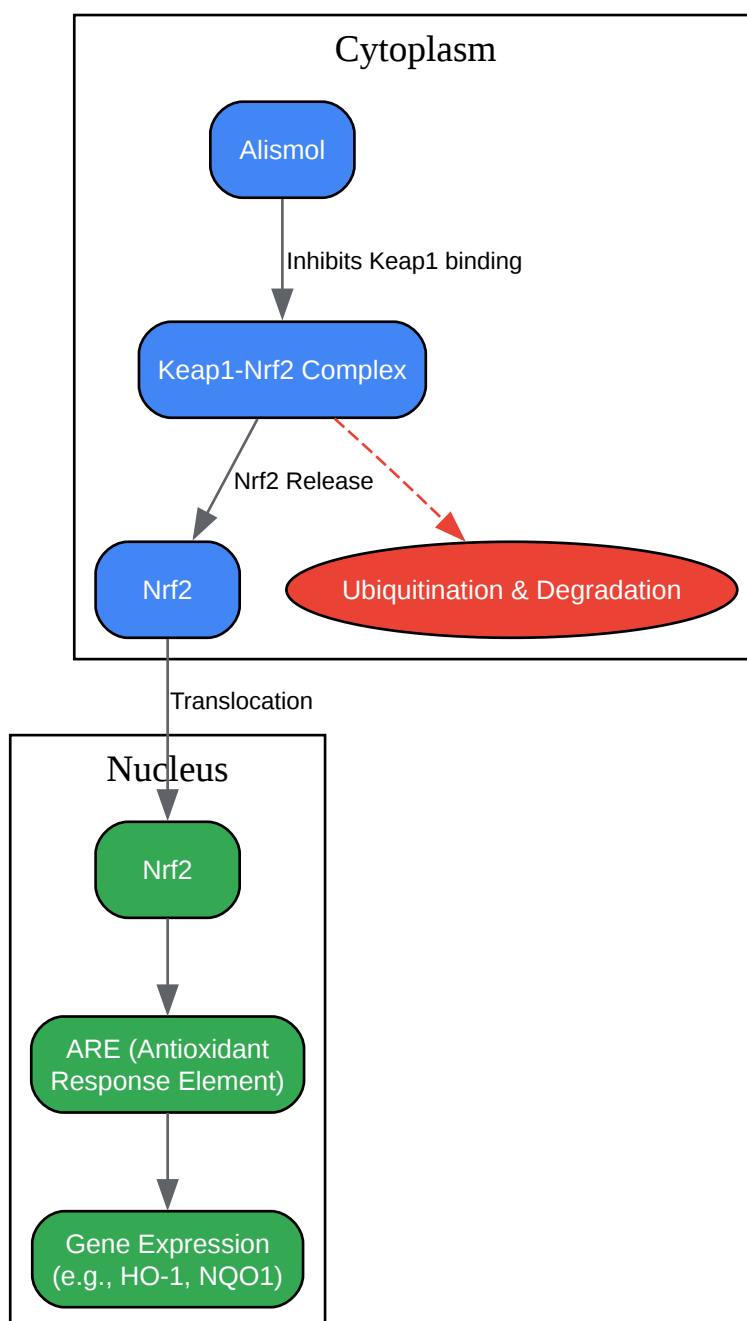 Cytoplasm
Alismol
Inhibits Keap1 binding
Keap1-Nrf2 Complex
Nrf2 Release
Nrf2
Ubiquitination & Degradation
Translocation
Nucleus
Nrf2
ARE (Antioxidant
Response Element)
Gene Expression
(e.g., HO-1, NQO1)